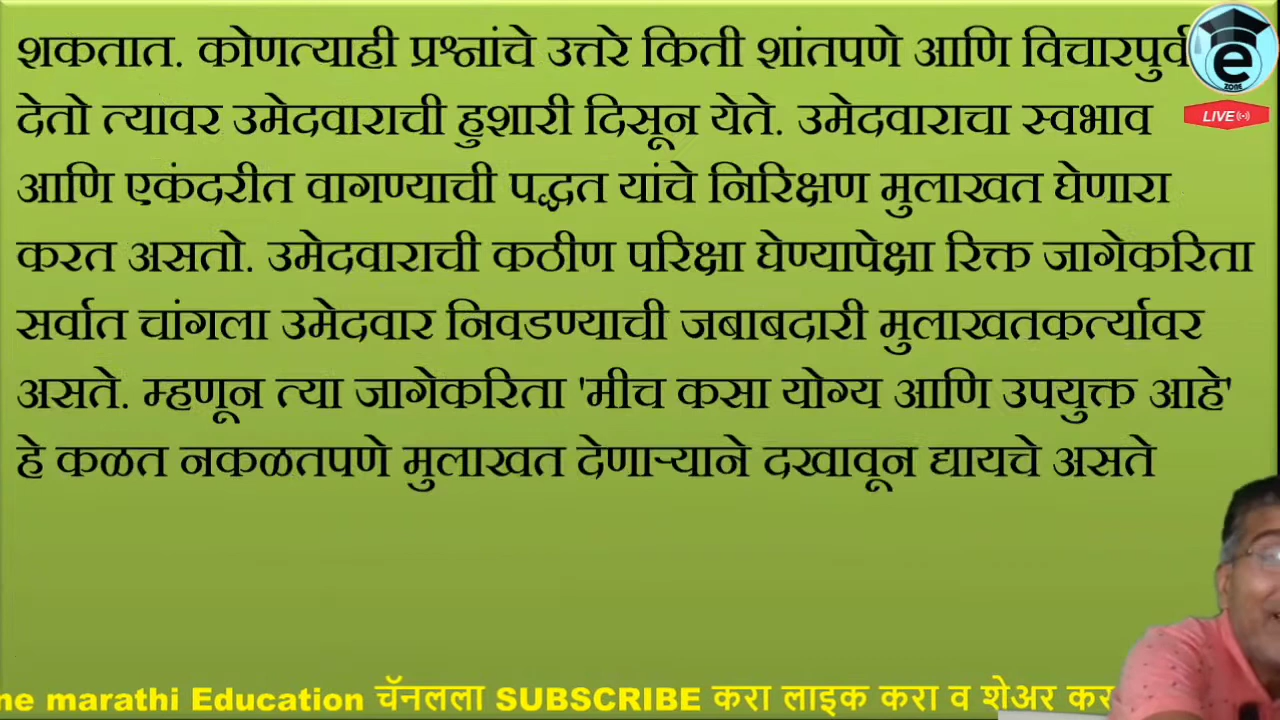 शकतात. कोणत्याही प्रश्नांचे उत्तरे किती शांतपणे आणि
देतो त्यावर उमेदवाराची हुशारी दिसून येते. उमेदवाराचा स्वभाव
आणि एकंदरीत वागण्याची पद्धत यांचे निरिक्षण मुलाखत घेणारा
करत असतो. उमेदवाराची कठीण परिक्षा घेण्यापेक्षा रिक्त जागेकरिता
सर्वात चांगला उमेदवार निवडण्याची जबाबदारी मुलाखतकर्त्यावर
असते. म्हणून त्या जागेकरिता 'मीच कसा योग्य आणि उपयुक्त आहे'
हे कळत नकळतपणे मुलाखत देणाऱ्याने दखावून द्यायचे असते
e
ZONE
LIVE
ne marathi Education चॅनलला SUBSCRIBE करा लाइक करा व शेअर